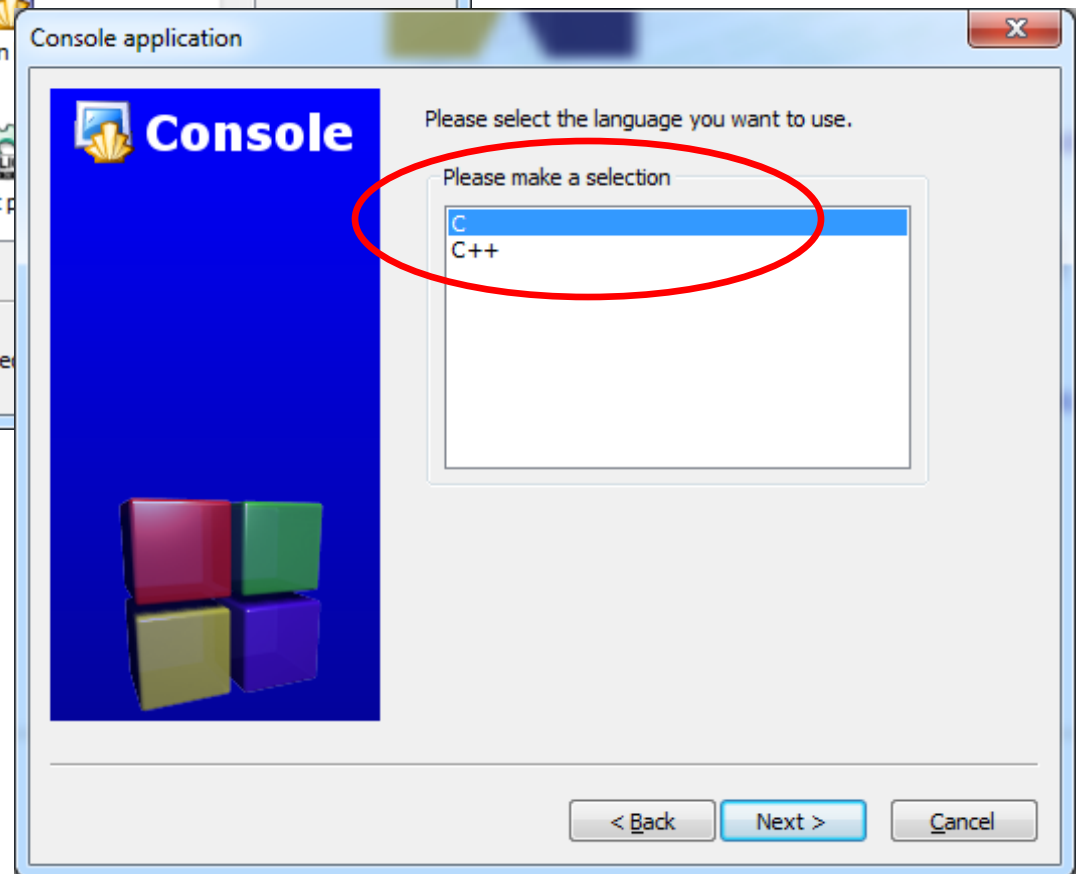 Console application
Console
Please select the language you want to use.
Please make a selection
C
C++
< Back
Next >
Cancel